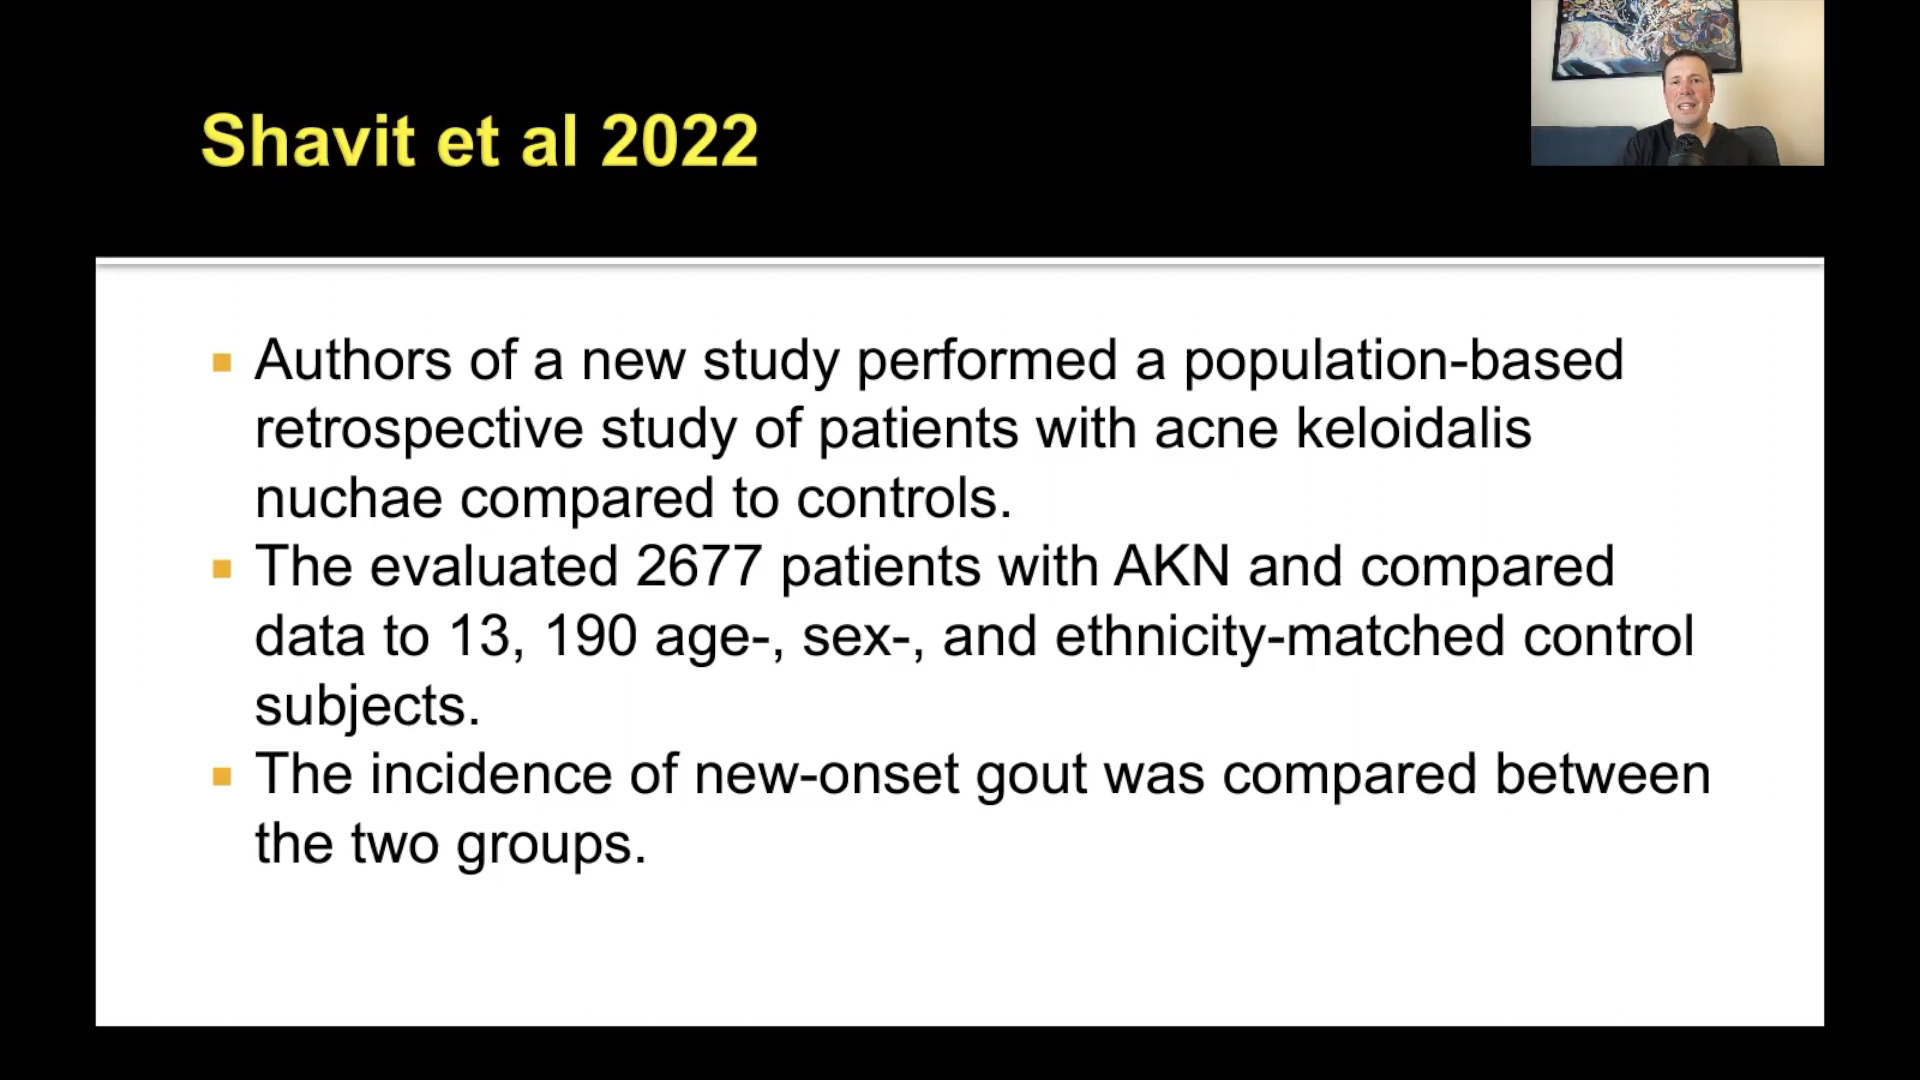 Shavit et al 2022
Authors of a new study performed a population-based
retrospective study of patients with acne keloidalis
nuchae compared to controls.
The evaluated 2677 patients with AKN and compared
data to 13, 190 age-, sex-, and ethnicity-matched control
subjects.
The incidence of new-onset gout was compared between
the two groups.